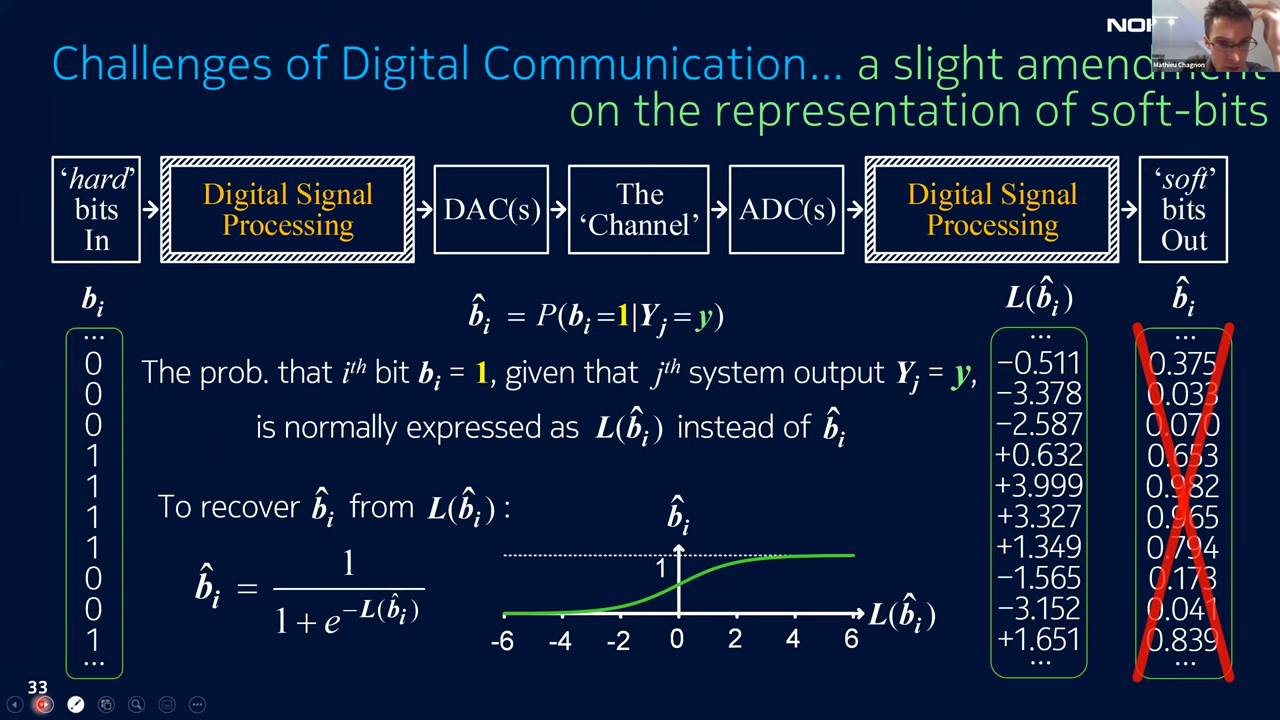 NOK
Mathieu Chagnon
Challenges of Digital Communication... a slight amendment
on the representation of soft-bits
'hard' bits In
Digital Signal Processing
DAC(s)
The 'Channel'
ADC(s)
Digital Signal Processing
'soft' bits Out
bᵢ
...
0
0
0
1
1
1
1
0
0
1
...
b̂ᵢ = P(bᵢ=1|Yⱼ= y)
The prob. that iᵗʰ bit bᵢ = 1, given that jᵗʰ system output Yⱼ = y,
is normally expressed as L(b̂ᵢ) instead of b̂ᵢ
To recover b̂ᵢ from L(b̂ᵢ) :
b̂ᵢ = 1 / (1 + e^(−L(b̂ᵢ)))
b̂ᵢ
1
L(b̂ᵢ)
-6 -4 -2 0 2 4 6
L(b̂ᵢ)
...
−0.511
−3.378
−2.587
+0.632
+3.999
+3.327
+1.349
−1.565
−3.152
+1.651
...
b̂ᵢ
...
0.375
0.033
0.070
0.653
0.982
0.965
0.794
0.173
0.041
0.839
...
33